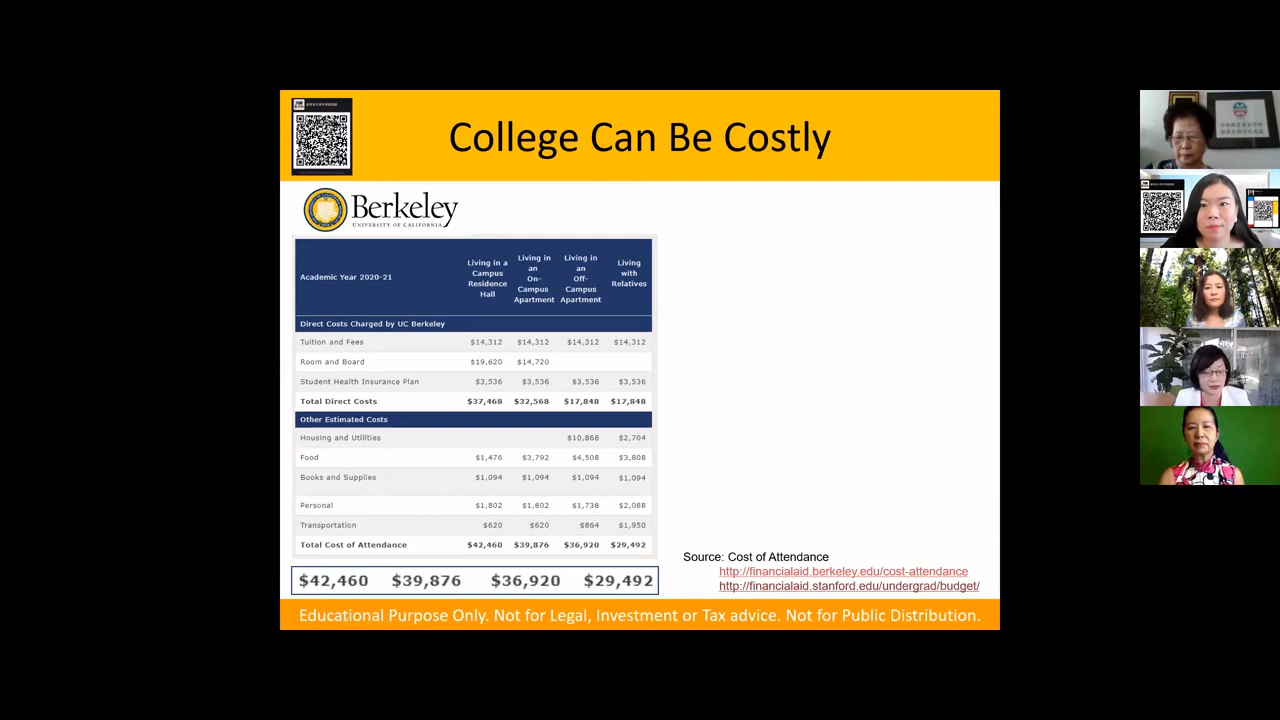 College Can Be Costly
Berkeley
UNIVERSITY OF CALIFORNIA
Academic Year 2020-21 Living in a Campus Residence Hall Living in an On-Campus Apartment Living in an Off-Campus Apartment Living with Relatives
Direct Costs Charged by UC Berkeley
Tuition and Fees $14,312 $14,312 $14,312 $14,312
Room and Board $19,620 $14,720
Student Health Insurance Plan $3,536 $3,536 $3,536 $3,536
Total Direct Costs $37,468 $32,568 $17,848 $17,848
Other Estimated Costs
Housing and Utilities $10,868 $2,704
Food $1,476 $3,792 $4,508 $3,808
Books and Supplies $1,094 $1,094 $1,094 $1,094
Personal $1,802 $1,802 $1,738 $2,088
Transportation $620 $620 $864 $1,950
Total Cost of Attendance $42,460 $39,876 $36,920 $29,492
$42,460 $39,876 $36,920 $29,492
Source: Cost of Attendance
http://financialaid.berkeley.edu/cost-attendance
http://financialaid.stanford.edu/undergrad/budget/
Educational Purpose Only. Not for Legal, Investment or Tax advice. Not for Public Distribution.